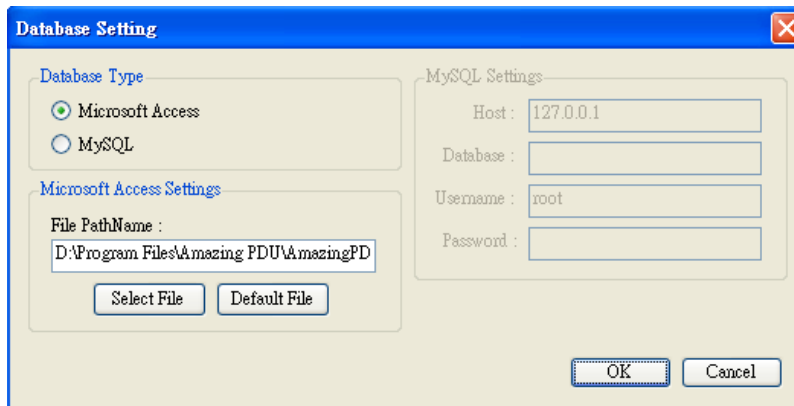 Database Setting
Database Type
Microsoft Access
MySQL
Microsoft Access Settings
File PathName :
D:\Program Files\Amazing PDU\AmazingPD
Select File
Default File
MySQL Settings
Host : 127.0.0.1
Database :
Username : root
Password :
OK
Cancel